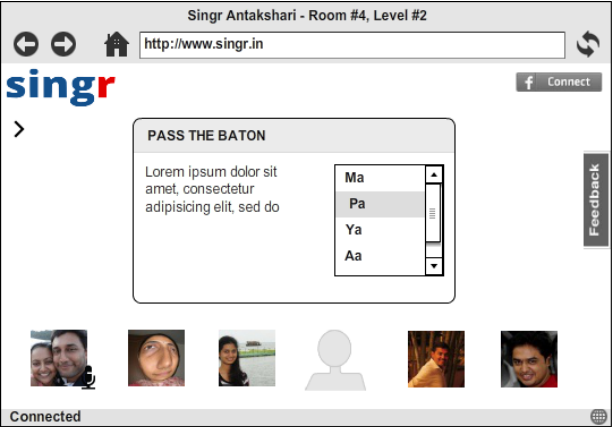 Singr Antakshari - Room #4, Level #2
http://www.singr.in
singr
f Connect
PASS THE BATON
Lorem ipsum dolor sit
amet, consectetur
adipisicing elit, sed do
Ma
Pa
Ya
Aa
Feedback
Connected